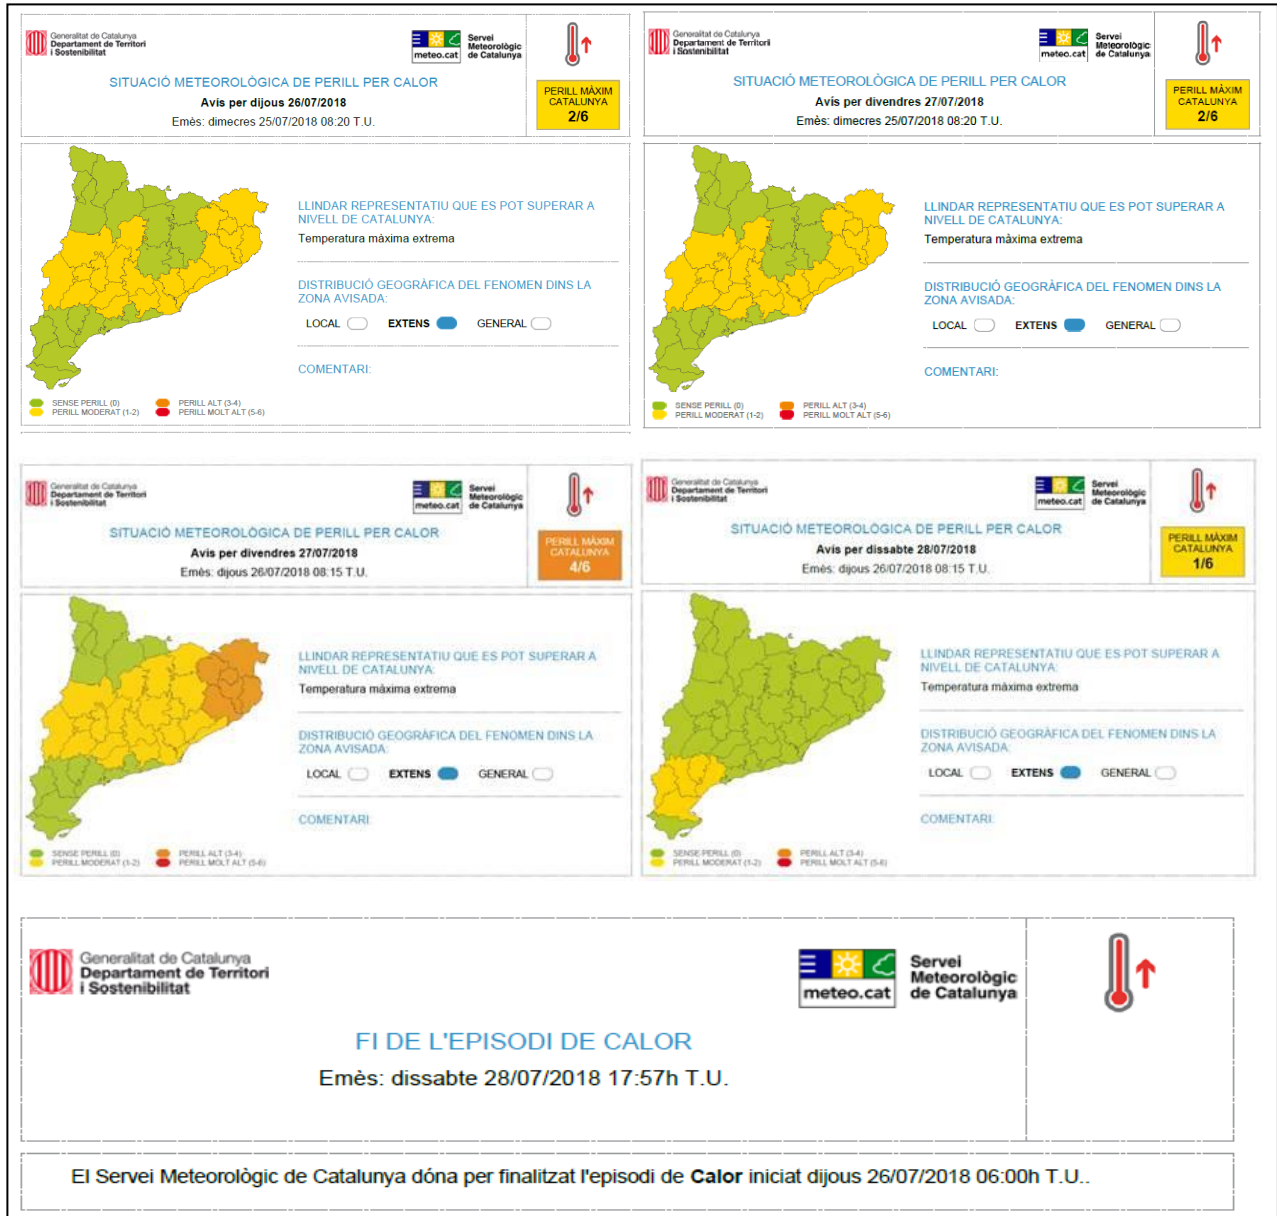 Generalitat de Catalunya
Departament de Territori
i Sostenibilitat
meteo.cat
Servei
Meteorològic
de Catalunya
SITUACIÓ METEOROLÒGICA DE PERILL PER CALOR
Avís per dijous 26/07/2018
Emès: dimecres 25/07/2018 08:20 T.U.
PERILL MÀXIM
CATALUNYA
2/6
LLINDAR REPRESENTATIU QUE ES POT SUPERAR A
NIVELL DE CATALUNYA:
Temperatura màxima extrema
DISTRIBUCIÓ GEOGRÀFICA DEL FENOMEN DINS LA
ZONA AVISADA:
LOCAL EXTENS GENERAL
COMENTARI:
SENSE PERILL (0) PERILL ALT (3-4)
PERILL MODERAT (1-2) PERILL MOLT ALT (5-6)
Generalitat de Catalunya
Departament de Territori
i Sostenibilitat
meteo.cat
Servei
Meteorològic
de Catalunya
SITUACIÓ METEOROLÒGICA DE PERILL PER CALOR
Avís per divendres 27/07/2018
Emès: dimecres 25/07/2018 08:20 T.U.
PERILL MÀXIM
CATALUNYA
2/6
LLINDAR REPRESENTATIU QUE ES POT SUPERAR A
NIVELL DE CATALUNYA:
Temperatura màxima extrema
DISTRIBUCIÓ GEOGRÀFICA DEL FENOMEN DINS LA
ZONA AVISADA:
LOCAL EXTENS GENERAL
COMENTARI:
SENSE PERILL (0) PERILL ALT (3-4)
PERILL MODERAT (1-2) PERILL MOLT ALT (5-6)
Generalitat de Catalunya
Departament de Territori
i Sostenibilitat
meteo.cat
Servei
Meteorològic
de Catalunya
SITUACIÓ METEOROLÒGICA DE PERILL PER CALOR
Avís per divendres 27/07/2018
Emès: dijous 26/07/2018 08:15 T.U.
PERILL MÀXIM
CATALUNYA
4/6
LLINDAR REPRESENTATIU QUE ES POT SUPERAR A
NIVELL DE CATALUNYA:
Temperatura màxima extrema
DISTRIBUCIÓ GEOGRÀFICA DEL FENOMEN DINS LA
ZONA AVISADA:
LOCAL EXTENS GENERAL
COMENTARI:
SENSE PERILL (0) PERILL ALT (3-4)
PERILL MODERAT (1-2) PERILL MOLT ALT (5-6)
Generalitat de Catalunya
Departament de Territori
i Sostenibilitat
meteo.cat
Servei
Meteorològic
de Catalunya
SITUACIÓ METEOROLÒGICA DE PERILL PER CALOR
Avís per dissabte 28/07/2018
Emès: dijous 26/07/2018 08:15 T.U.
PERILL MÀXIM
CATALUNYA
1/6
LLINDAR REPRESENTATIU QUE ES POT SUPERAR A
NIVELL DE CATALUNYA:
Temperatura màxima extrema
DISTRIBUCIÓ GEOGRÀFICA DEL FENOMEN DINS LA
ZONA AVISADA:
LOCAL EXTENS GENERAL
COMENTARI:
SENSE PERILL (0) PERILL ALT (3-4)
PERILL MODERAT (1-2) PERILL MOLT ALT (5-6)
Generalitat de Catalunya
Departament de Territori
i Sostenibilitat
meteo.cat
Servei
Meteorològic
de Catalunya
FI DE L'EPISODI DE CALOR
Emès: dissabte 28/07/2018 17:57h T.U.
El Servei Meteorològic de Catalunya dóna per finalitzat l'episodi de Calor iniciat dijous 26/07/2018 06:00h T.U..